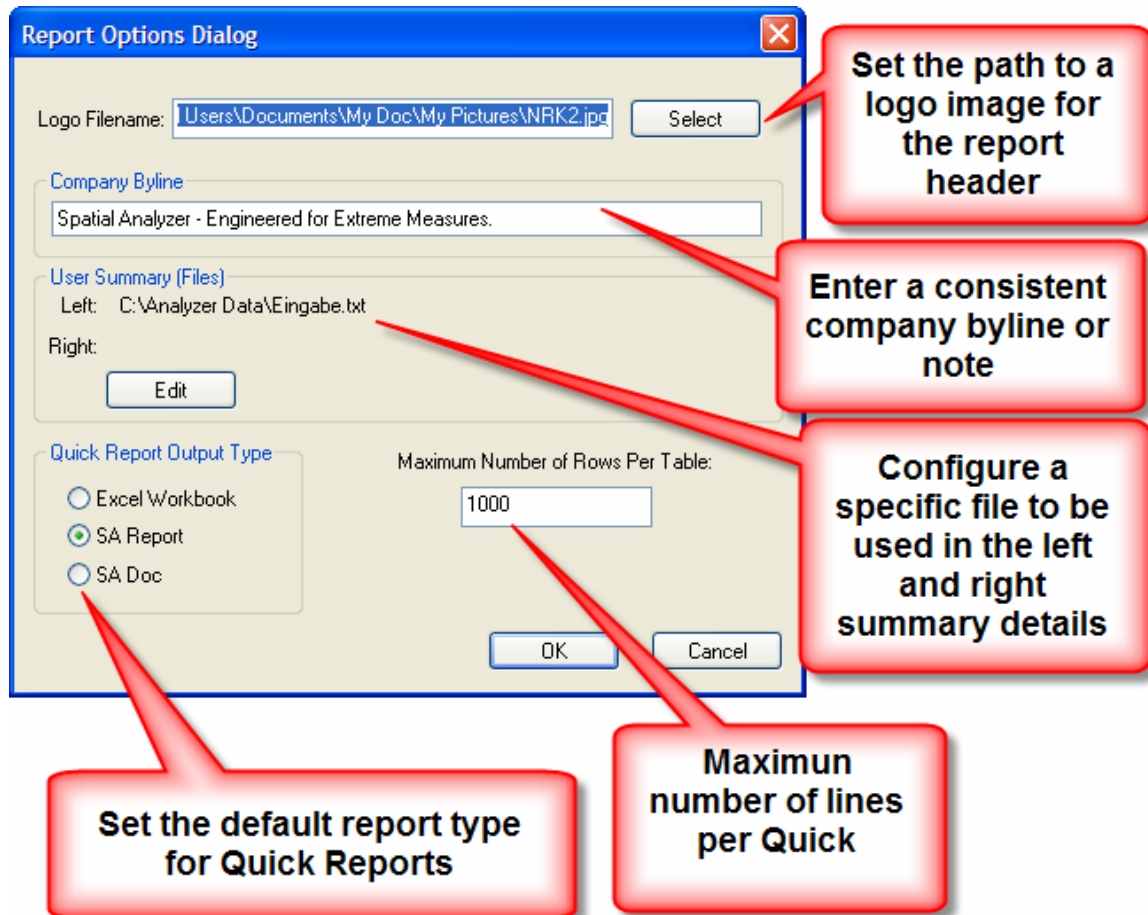 Report Options Dialog
Logo Filename:
Users\Documents\My Doc\My Pictures\NRK2.jpg
Select
Set the path to a
logo image for
the report
header
Company Byline
Spatial Analyzer - Engineered for Extreme Measures.
Enter a consistent
company byline or
note
User Summary (Files)
Left: C:\Analyzer Data\Eingabe.txt
Right:
Edit
Configure a
specific file to be
used in the left
and right
summary details
Quick Report Output Type
Excel Workbook
SA Report
SA Doc
Maximum Number of Rows Per Table:
1000
OK
Cancel
Set the default report type
for Quick Reports
Maximun
number of lines
per Quick